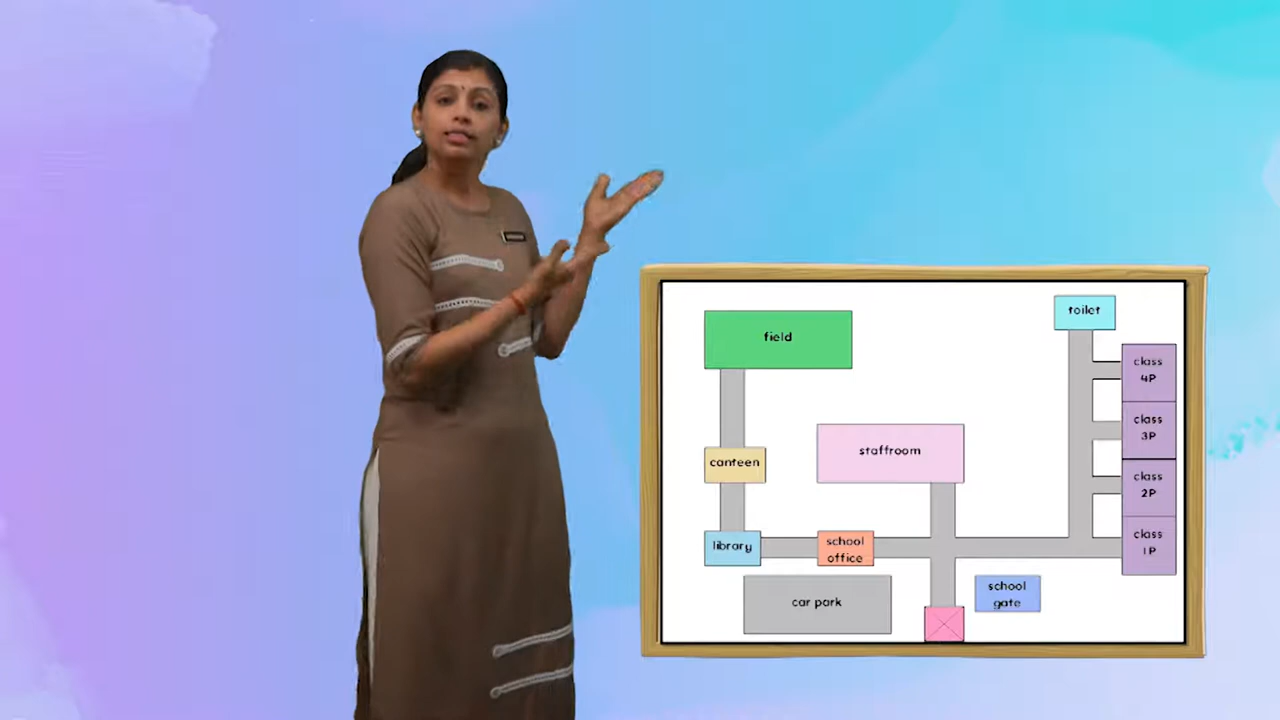 field
toilet
class
4P
class
3P
staffroom
canteen
class
2P
library
school
office
class
1P
car park
school
gate